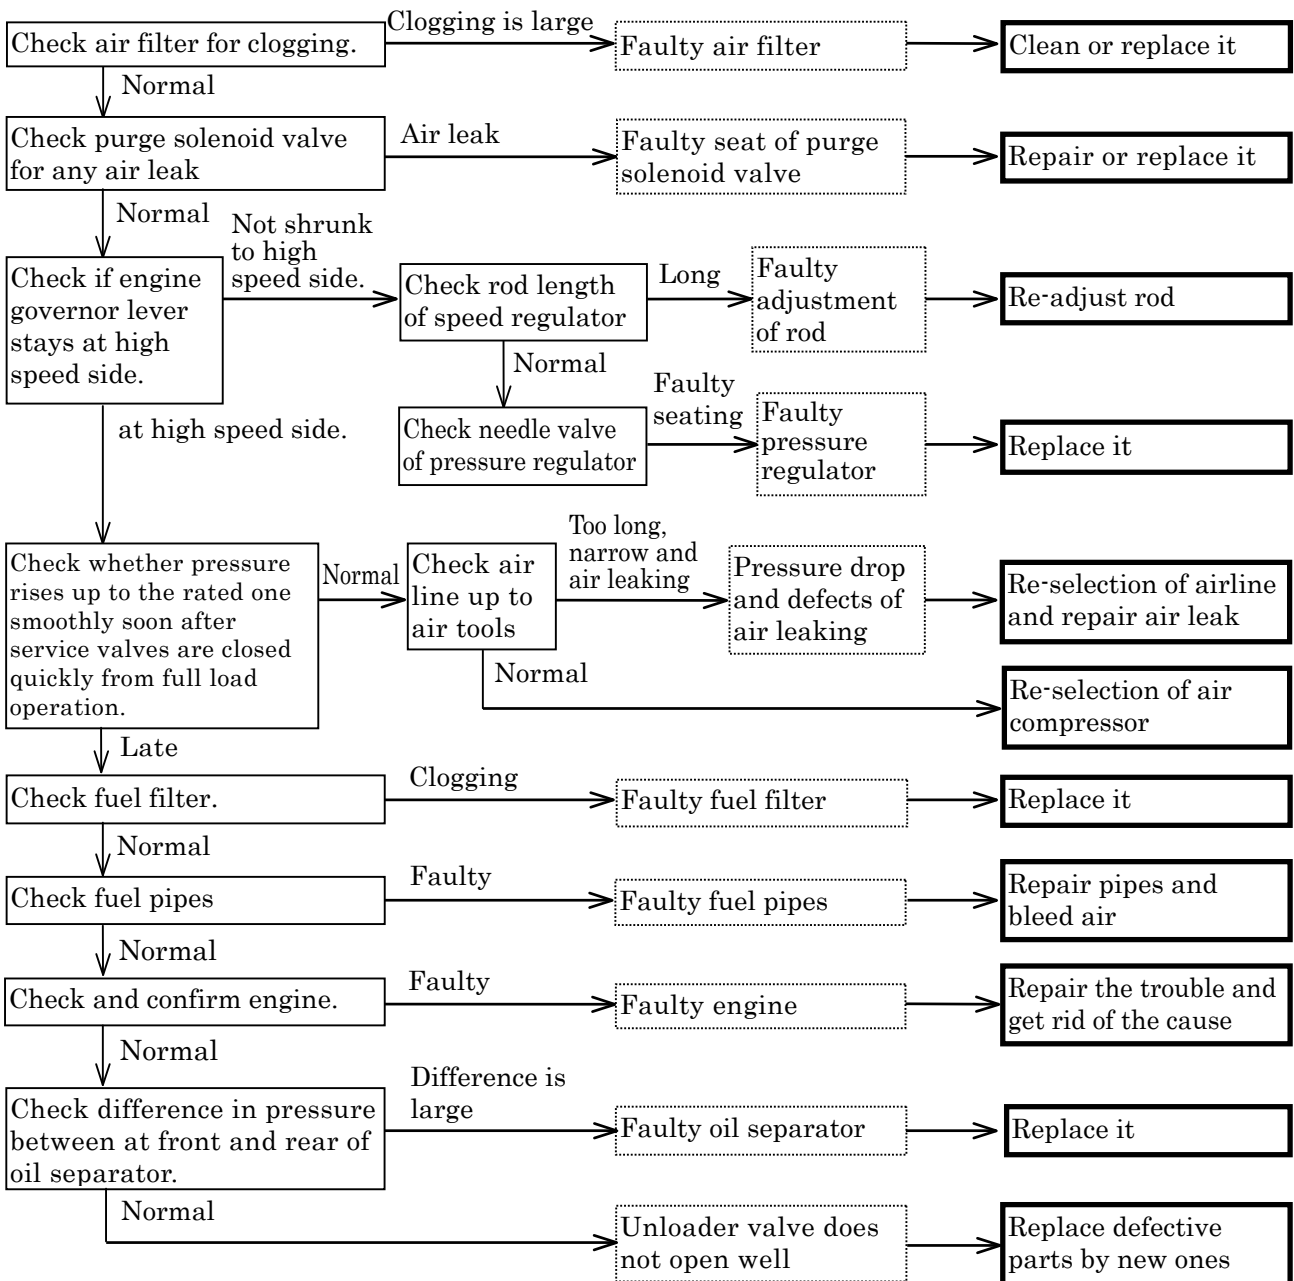 Clogging is large
Check air filter for clogging.
Faulty air filter
Clean or replace it
Normal
Check purge solenoid valve
for any air leak
Air leak
Faulty seat of purge
solenoid valve
Repair or replace it
Normal
Not shrunk
to high
speed side.
Check if engine
governor lever
stays at high
speed side.
Check rod length
of speed regulator
Long
Faulty
adjustment
of rod
Re-adjust rod
Normal
Faulty
seating
at high speed side.
Check needle valve
of pressure regulator
Faulty
pressure
regulator
Replace it
Check whether pressure
rises up to the rated one
smoothly soon after
service valves are closed
quickly from full load
operation.
Normal
Check air
line up to
air tools
Too long,
narrow and
air leaking
Pressure drop
and defects of
air leaking
Re-selection of airline
and repair air leak
Normal
Re-selection of air
compressor
Late
Check fuel filter.
Clogging
Faulty fuel filter
Replace it
Normal
Check fuel pipes
Faulty
Faulty fuel pipes
Repair pipes and
bleed air
Normal
Check and confirm engine.
Faulty
Faulty engine
Repair the trouble and
get rid of the cause
Normal
Difference is
large
Check difference in pressure
between at front and rear of
oil separator.
Faulty oil separator
Replace it
Normal
Unloader valve does
not open well
Replace defective
parts by new ones